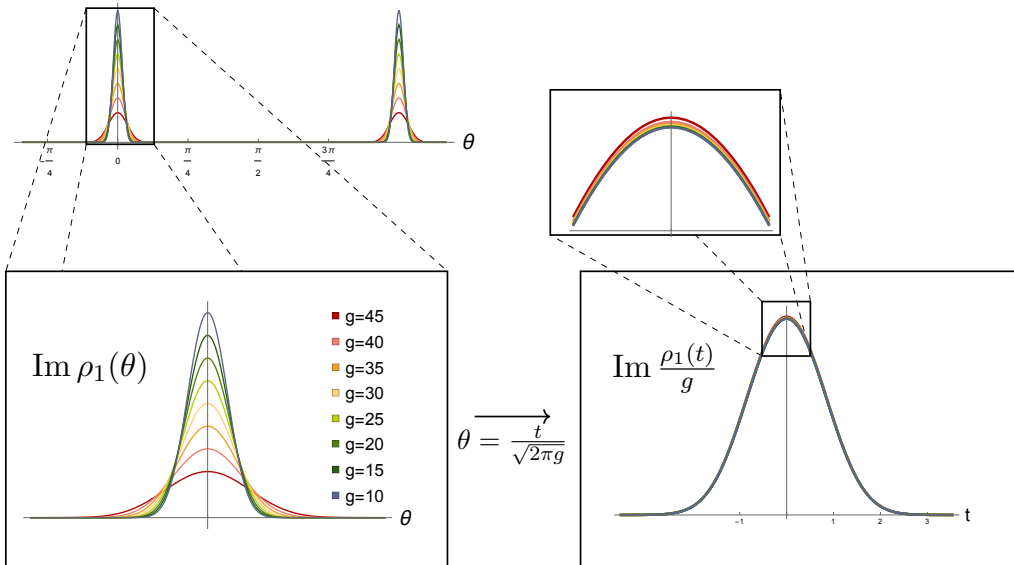 θ
-π/4 0 π/4 π/2 3π/4
Im ρ₁(θ)
g=45
g=40
g=35
g=30
g=25
g=20
g=15
g=10
θ
θ = t/√(2πg)
Im ρ₁(t)/g
-1 1 2 3 t